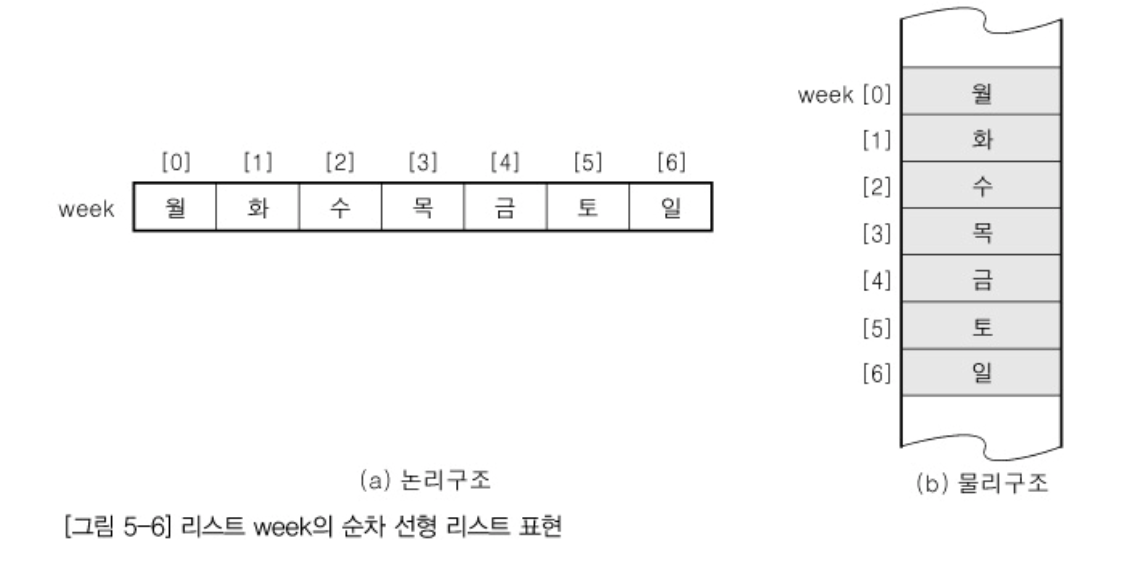 [0] [1] [2] [3] [4] [5] [6]
week 월 화 수 목 금 토 일
(a) 논리구조
week [0] 월
[1] 화
[2] 수
[3] 목
[4] 금
[5] 토
[6] 일
(b) 물리구조
[그림 5-6] 리스트 week의 순차 선형 리스트 표현